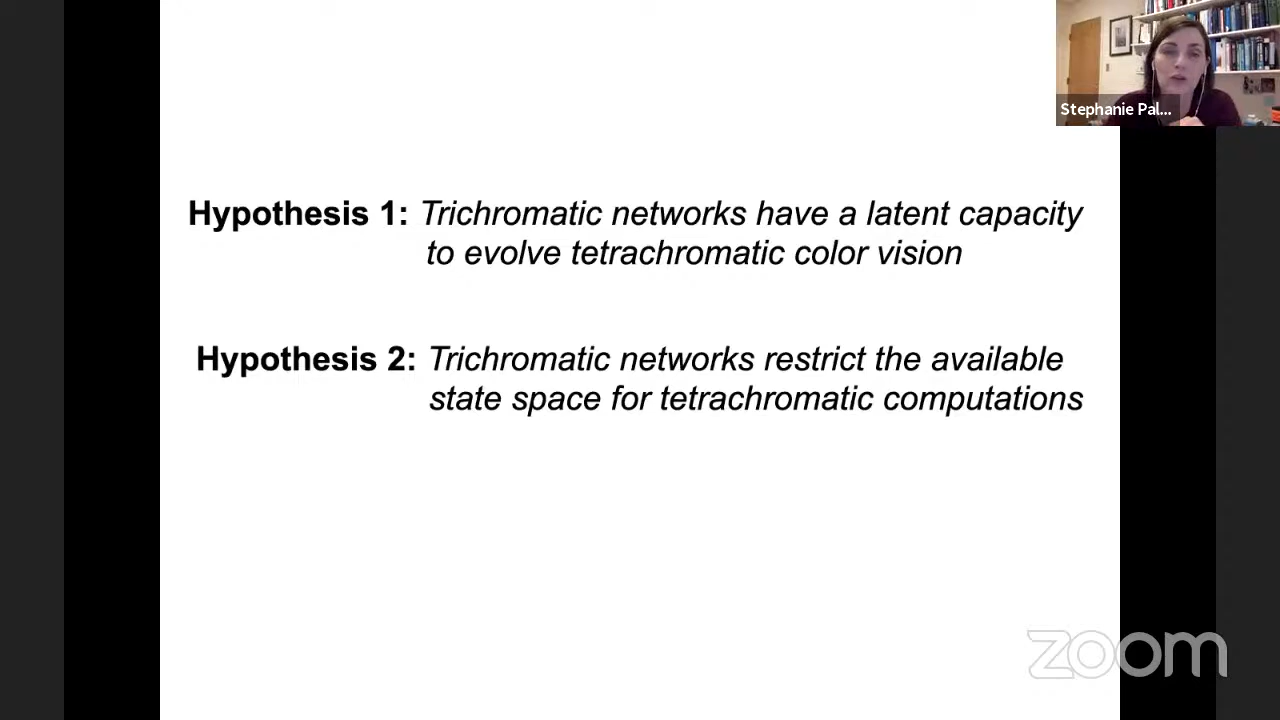 Stephanie Pal...
Hypothesis 1: Trichromatic networks have a latent capacity
to evolve tetrachromatic color vision
Hypothesis 2: Trichromatic networks restrict the available
state space for tetrachromatic computations
zoom